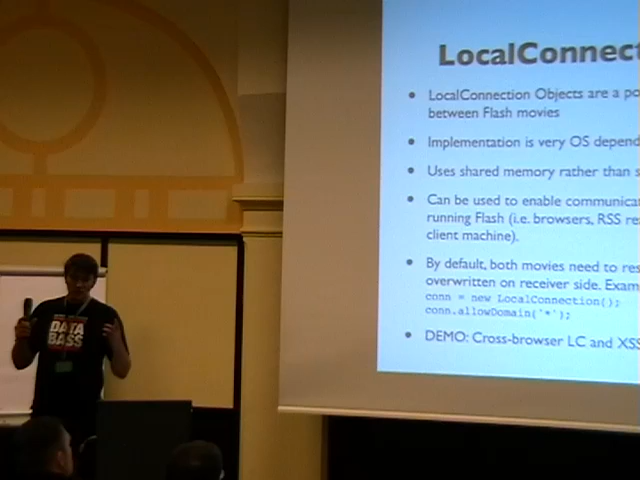 LocalConnect
LocalConnection Objects are a po
between Flash movies
Implementation is very OS depend
Uses shared memory rather than s
Can be used to enable communicat
running Flash (i.e. browsers, RSS re
client machine).
By default, both movies need to res
overwritten on receiver side. Exam
conn = new LocalConnection();
conn.allowDomain('*');
DEMO: Cross-browser LC and XSS
DATA
BASS